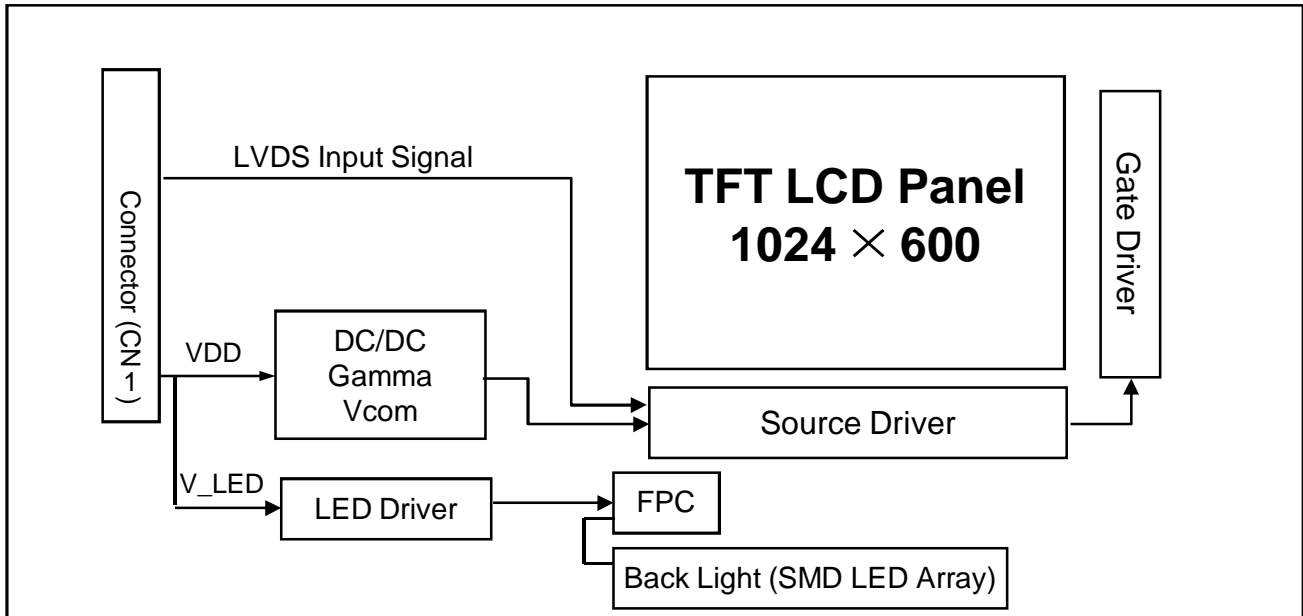 Connector (CN1)
LVDS Input Signal
TFT LCD Panel
1024 × 600
Gate Driver
VDD
DC/DC
Gamma
Vcom
Source Driver
V_LED
LED Driver
FPC
Back Light (SMD LED Array)